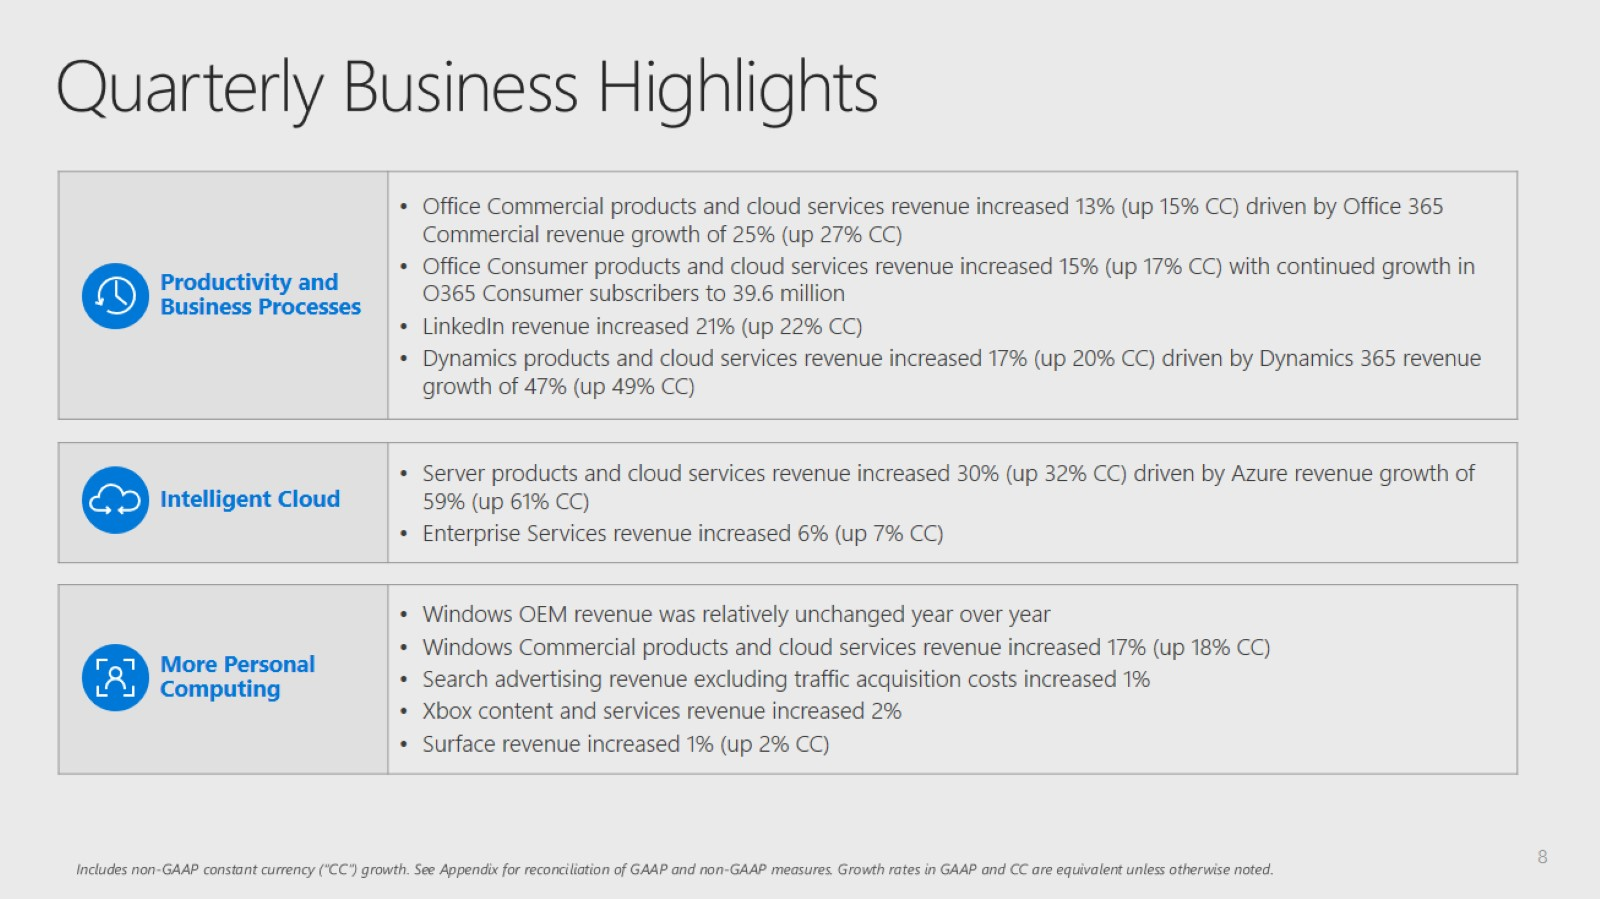 Quarterly Business Highlights
Productivity and
Business Processes
• Office Commercial products and cloud services revenue increased 13% (up 15% CC) driven by Office 365
Commercial revenue growth of 25% (up 27% CC)
• Office Consumer products and cloud services revenue increased 15% (up 17% CC) with continued growth in
O365 Consumer subscribers to 39.6 million
• LinkedIn revenue increased 21% (up 22% CC)
• Dynamics products and cloud services revenue increased 17% (up 20% CC) driven by Dynamics 365 revenue
growth of 47% (up 49% CC)
Intelligent Cloud
• Server products and cloud services revenue increased 30% (up 32% CC) driven by Azure revenue growth of
59% (up 61% CC)
• Enterprise Services revenue increased 6% (up 7% CC)
More Personal
Computing
• Windows OEM revenue was relatively unchanged year over year
• Windows Commercial products and cloud services revenue increased 17% (up 18% CC)
• Search advertising revenue excluding traffic acquisition costs increased 1%
• Xbox content and services revenue increased 2%
• Surface revenue increased 1% (up 2% CC)
Includes non-GAAP constant currency ("CC") growth. See Appendix for reconciliation of GAAP and non-GAAP measures. Growth rates in GAAP and CC are equivalent unless otherwise noted.
8